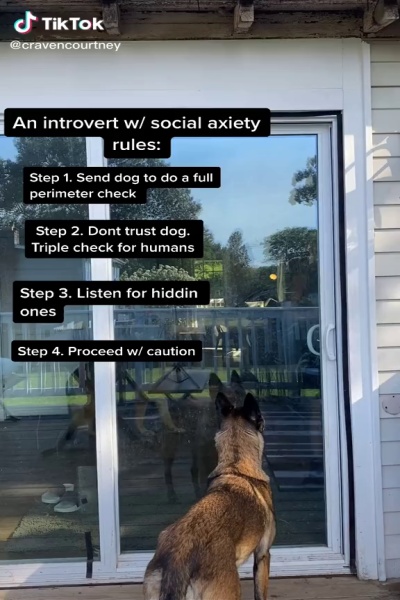 TikTok
@cravencourtney
An introvert w/ social axiety
rules:
Step 1. Send dog to do a full
perimeter check
Step 2. Dont trust dog.
Triple check for humans
Step 3. Listen for hiddin
ones
Step 4. Proceed w/ caution